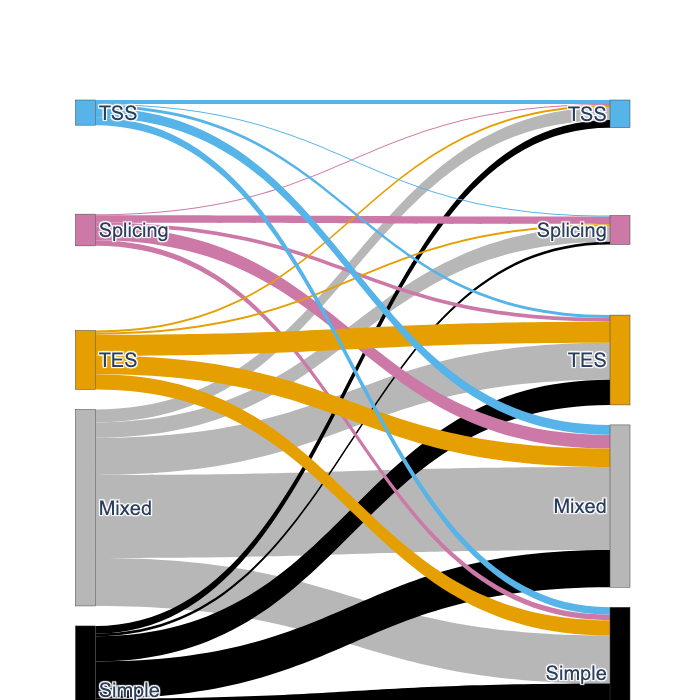 TSS
TSS
Splicing
Splicing
TES
TES
Mixed
Mixed
Simple
Simple